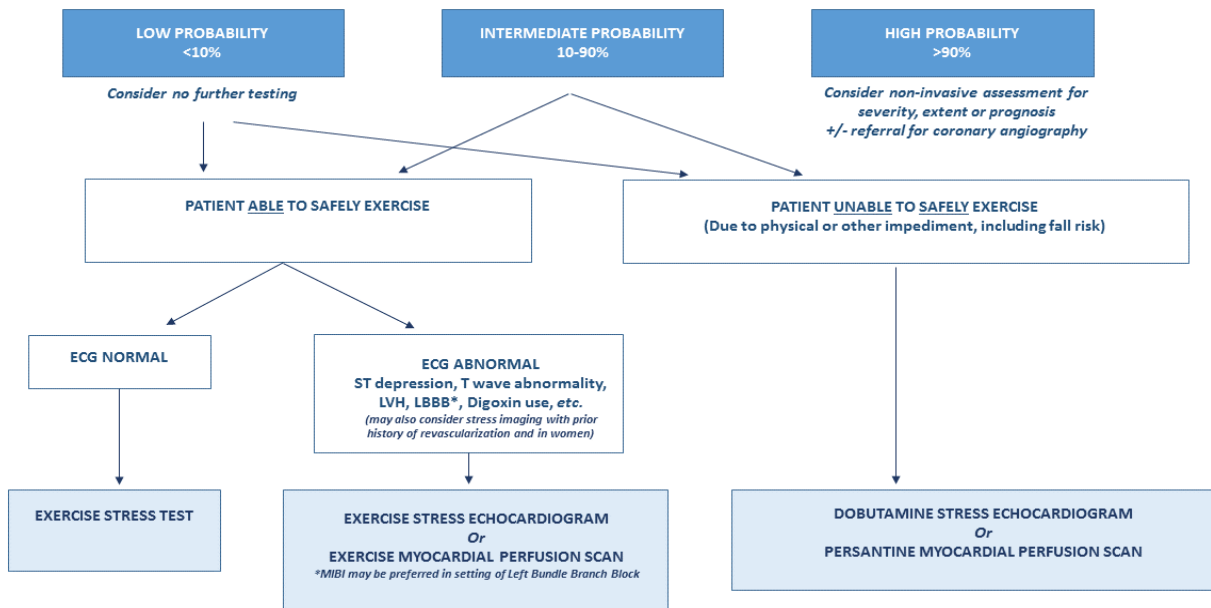 LOW PROBABILITY
<10%
INTERMEDIATE PROBABILITY
10-90%
HIGH PROBABILITY
>90%
Consider no further testing
Consider non-invasive assessment for
severity, extent or prognosis
+/- referral for coronary angiography
PATIENT ABLE TO SAFELY EXERCISE
PATIENT UNABLE TO SAFELY EXERCISE
(Due to physical or other impediment, including fall risk)
ECG NORMAL
ECG ABNORMAL
ST depression, T wave abnormality,
LVH, LBBB*, Digoxin use, etc.
(may also consider stress imaging with prior
history of revascularization and in women)
EXERCISE STRESS TEST
EXERCISE STRESS ECHOCARDIOGRAM
Or
EXERCISE MYOCARDIAL PERFUSION SCAN
*MIBI may be preferred in setting of Left Bundle Branch Block
DOBUTAMINE STRESS ECHOCARDIOGRAM
Or
PERSANTINE MYOCARDIAL PERFUSION SCAN